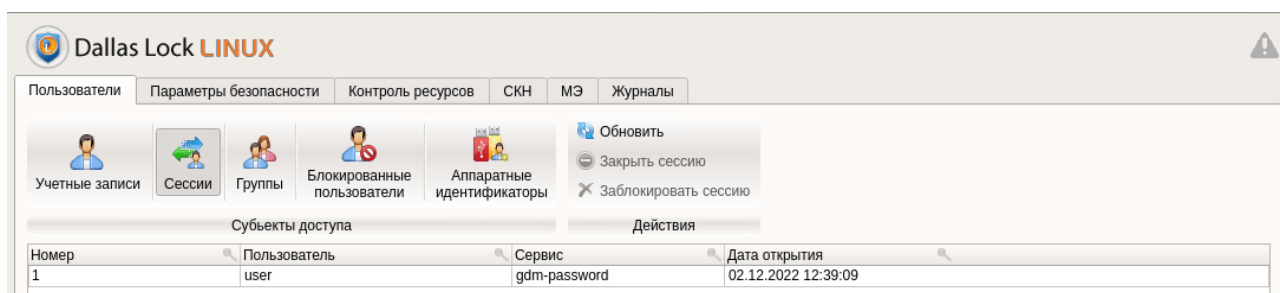 Dallas Lock LINUX
Пользователи Параметры безопасности Контроль ресурсов СКН МЭ Журналы
Учетные записи
Сессии
Группы
Блокированные
пользователи
Аппаратные
идентификаторы
Субьекты доступа
Обновить
Закрыть сессию
Заблокировать сессию
Действия
Номер Пользователь Сервис Дата открытия
1 user gdm-password 02.12.2022 12:39:09